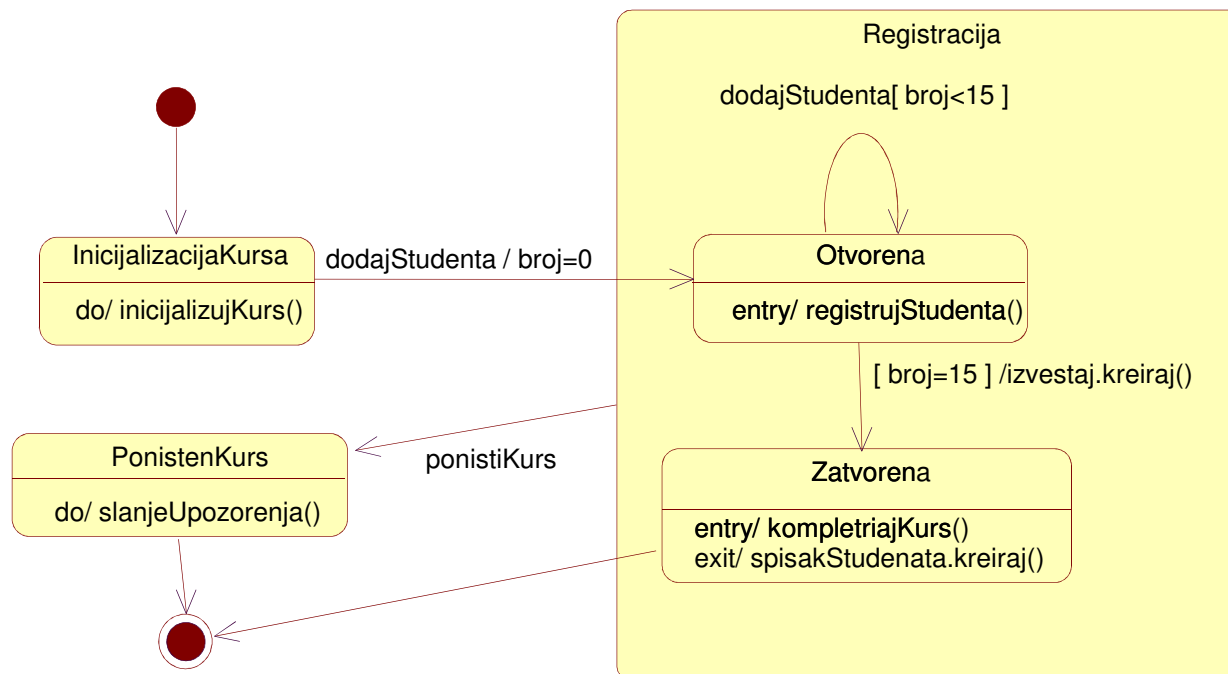 Registracija
dodajStudenta[ broj<15 ]
InicijalizacijaKursa
do/ inicijalizujKurs()
dodajStudenta / broj=0
Otvorena
entry/ registrujStudenta()
[ broj=15 ] /izvestaj.kreiraj()
PonistenKurs
do/ slanjeUpozorenja()
ponistiKurs
Zatvorena
entry/ kompletriajKurs()
exit/ spisakStudenata.kreiraj()